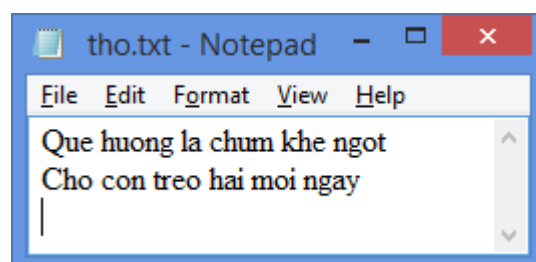 tho.txt - Notepad
File Edit Format View Help
Que huong la chum khe ngot
Cho con treo hai moi ngay